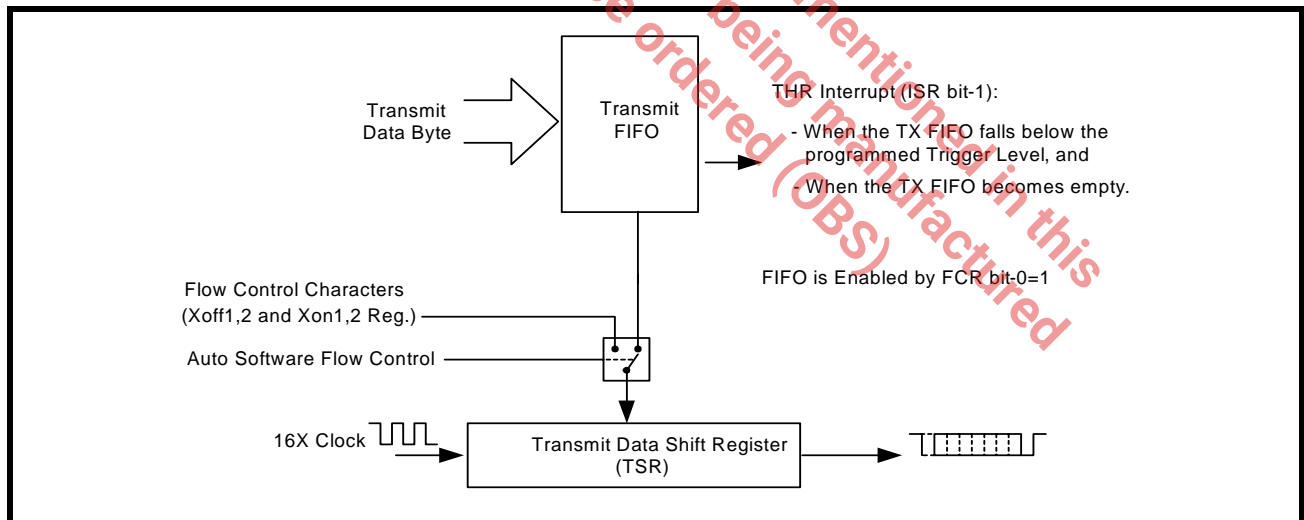 Transmit
Data Byte
Transmit
FIFO
THR Interrupt (ISR bit-1):
- When the TX FIFO falls below the
programmed Trigger Level, and
- When the TX FIFO becomes empty.
FIFO is Enabled by FCR bit-0=1
Flow Control Characters
(Xoff1,2 and Xon1,2 Reg.)
Auto Software Flow Control
16X Clock
Transmit Data Shift Register
(TSR)
mentioned in this
being manufactured
ordered (OBS)